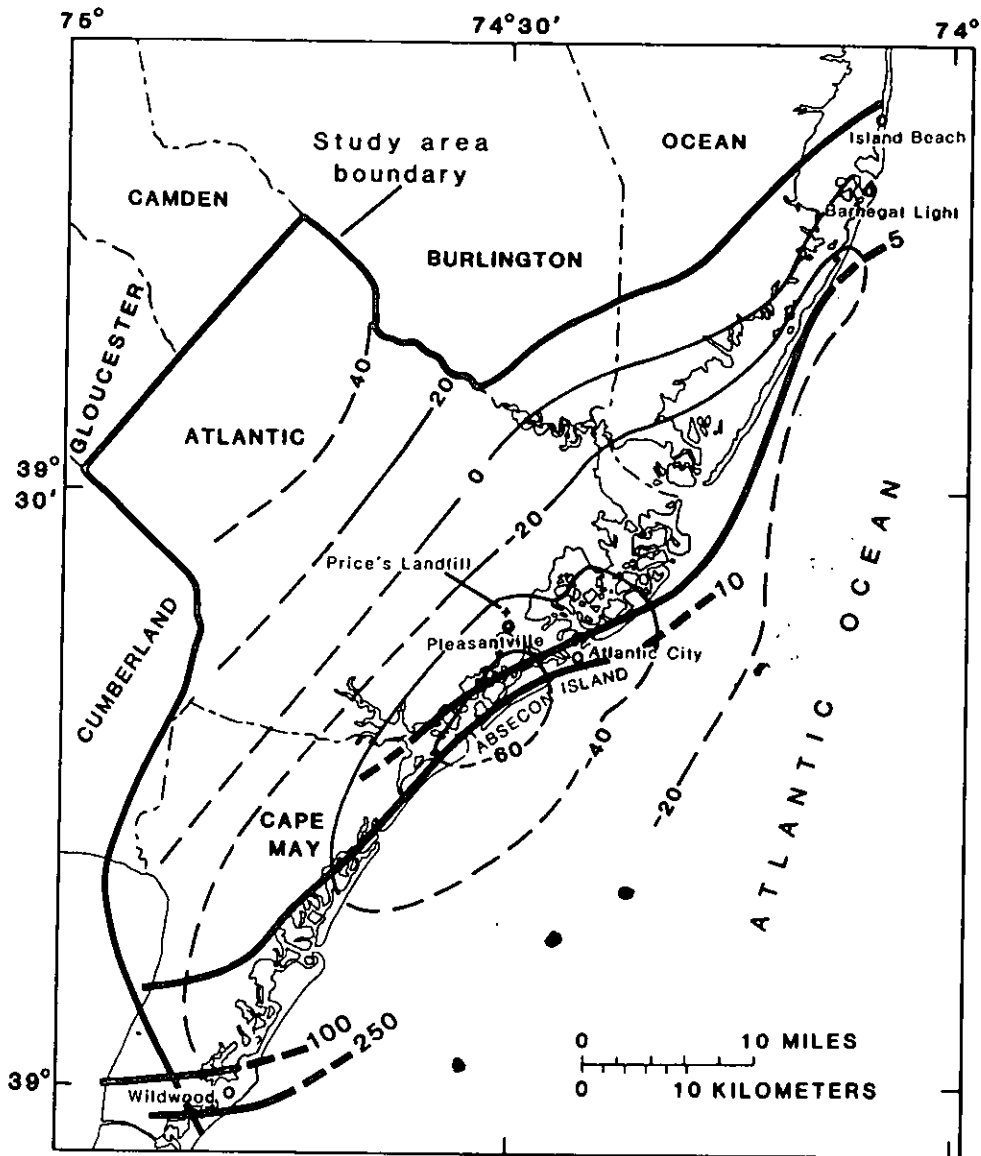 75°
74°30'
74°
Study area
boundary
OCEAN
Island Beach
CAMDEN
Barnegat Light
5
BURLINGTON
GLOUCESTER
40
20
ATLANTIC
0
39°
30'
-20
Price's Landfill
10
Pleasantville
Atlantic City
CUMBERLAND
ABSECON ISLAND
-60
-40
-20
CAPE
MAY
ATLANTIC OCEAN
100
250
0 10 MILES
39°
0 10 KILOMETERS
Wildwood